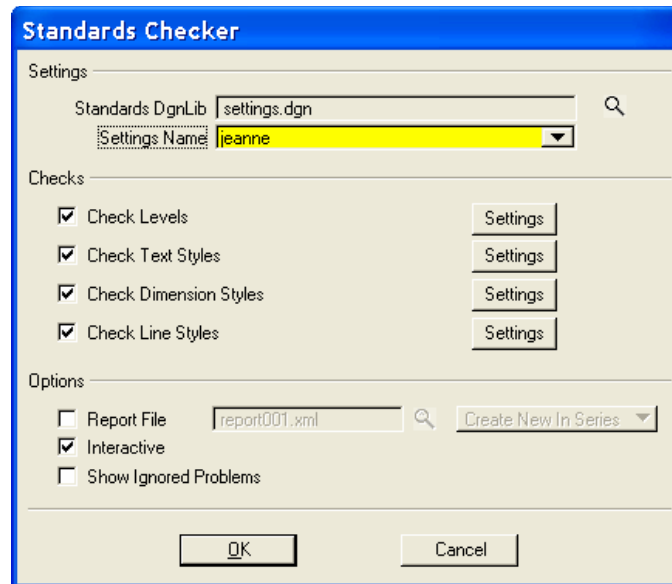 Standards Checker
Settings
Standards DgnLib settings.dgn
Settings Name jeanne
Checks
Check Levels Settings
Check Text Styles Settings
Check Dimension Styles Settings
Check Line Styles Settings
Options
Report File report001.xml Create New In Series
Interactive
Show Ignored Problems
OK Cancel